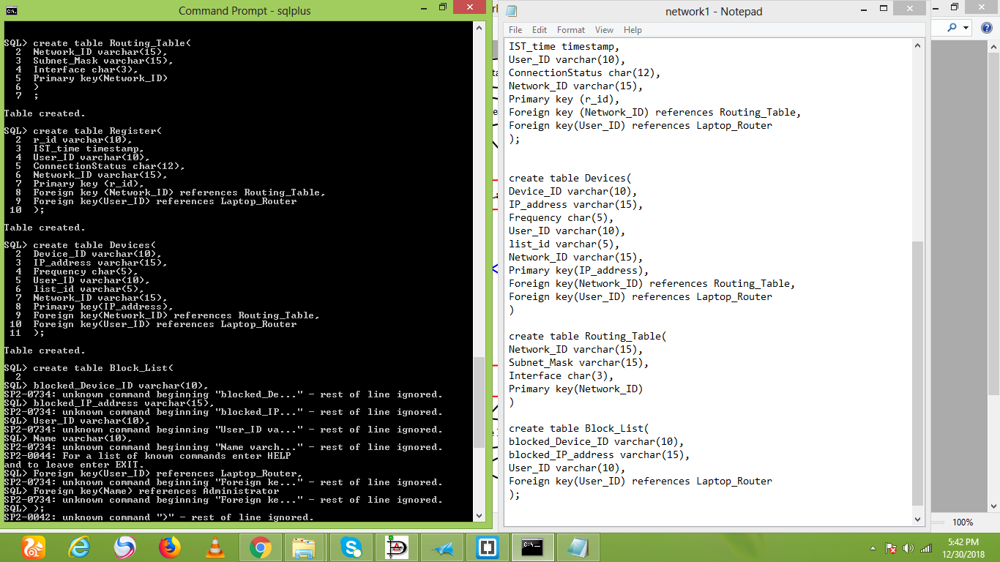 Command Prompt - sqlplus
SQL> create table Routing_Table(
2 Network_ID varchar(15),
3 Subnet_Mask varchar(15),
4 Interface char(3),
5 Primary key(Network_ID)
6 )
7 ;
Table created.
SQL> create table Register(
2 r_id varchar(10),
3 IST_time timestamp,
4 User_ID varchar(10),
5 ConnectionStatus char(12),
6 Network_ID varchar(15),
7 Primary key (r_id),
8 Foreign key (Network_ID) references Routing_Table,
9 Foreign key(User_ID) references Laptop_Router
10 );
Table created.
SQL> create table Devices(
2 Device_ID varchar(10),
3 IP_address varchar(15),
4 Frequency char(5),
5 User_ID varchar(10),
6 list_id varchar(5),
7 Network_ID varchar(15),
8 Primary key(IP_address),
9 Foreign key(Network_ID) references Routing_Table,
10 Foreign key(User_ID) references Laptop_Router
11 );
Table created.
SQL> create table Block_List(
2
SQL> blocked_Device_ID varchar(10),
SP2-0734: unknown command beginning "blocked_De..." - rest of line ignored.
SQL> blocked_IP_address varchar(15),
SP2-0734: unknown command beginning "blocked_IP..." - rest of line ignored.
SQL> User_ID varchar(10),
SP2-0734: unknown command beginning "User_ID va..." - rest of line ignored.
SQL> Name varchar(10),
SP2-0734: unknown command beginning "Name varch..." - rest of line ignored.
SP2-0044: For a list of known commands enter HELP
and to leave enter EXIT.
SQL> Foreign key(User_ID) references Laptop_Router,
SP2-0734: unknown command beginning "Foreign ke..." - rest of line ignored.
SQL> Foreign key(Name) references Administrator
SP2-0734: unknown command beginning "Foreign ke..." - rest of line ignored.
SQL> );
SP2-0042: unknown command ")" - rest of line ignored.
network1 - Notepad
File Edit Format View Help
IST_time timestamp,
User_ID varchar(10),
ConnectionStatus char(12),
Network_ID varchar(15),
Primary key (r_id),
Foreign key (Network_ID) references Routing_Table,
Foreign key(User_ID) references Laptop_Router
);
create table Devices(
Device_ID varchar(10),
IP_address varchar(15),
Frequency char(5),
User_ID varchar(10),
list_id varchar(5),
Network_ID varchar(15),
Primary key(IP_address),
Foreign key(Network_ID) references Routing_Table,
Foreign key(User_ID) references Laptop_Router
)
create table Routing_Table(
Network_ID varchar(15),
Subnet_Mask varchar(15),
Interface char(3),
Primary key(Network_ID)
)
create table Block_List(
blocked_Device_ID varchar(10),
blocked_IP_address varchar(15),
User_ID varchar(10),
Foreign key(User_ID) references Laptop_Router
);
100%
5:42 PM
12/30/2018